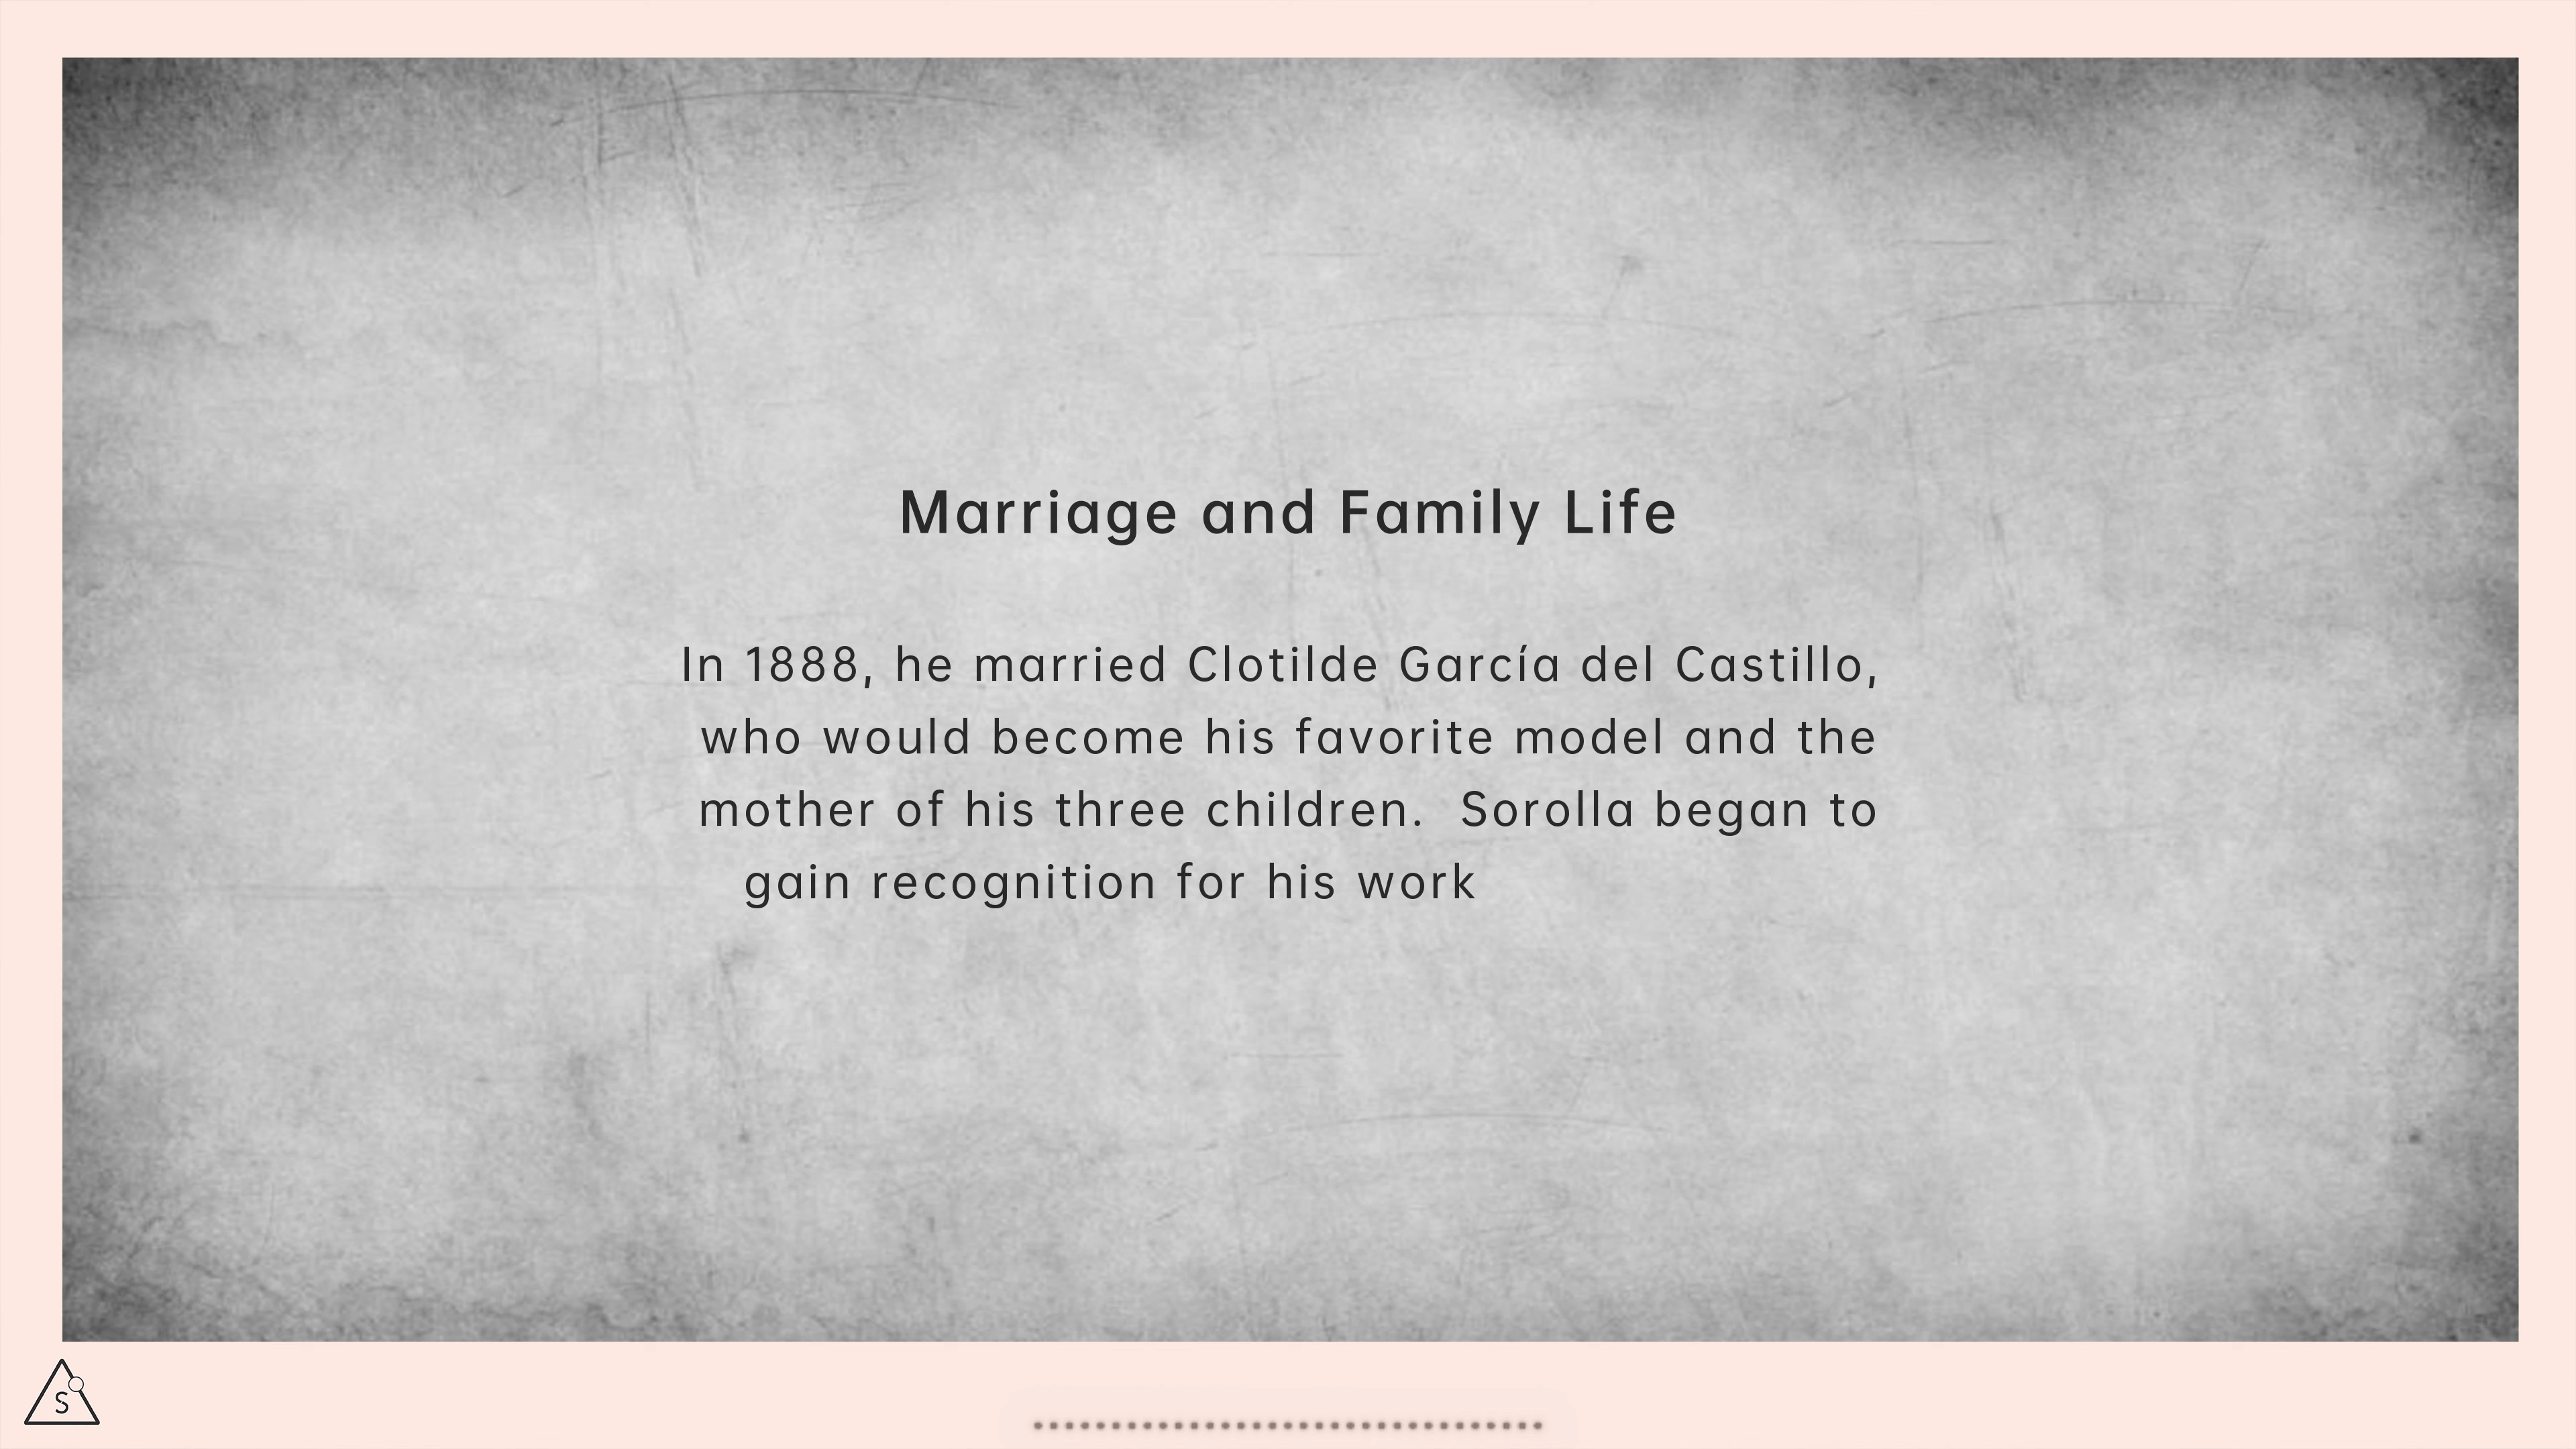 Marriage and Family Life
In 1888, he married Clotilde García del Castillo,
who would become his favorite model and the
mother of his three children.  Sorolla began to
gain recognition for his work
S